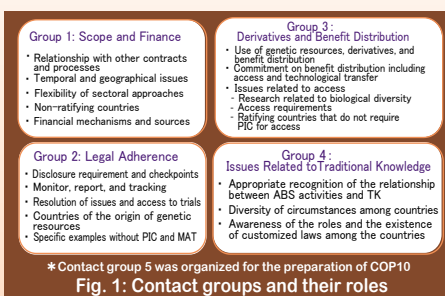 Group 1: Scope and Finance
・Relationship with other contracts
and processes
・Temporal and geographical issues
・Flexibility of sectoral approaches
・Non-ratifying countries
・Financial mechanisms and sources
Group 3:
Derivatives and Benefit Distribution
・Use of genetic resources, derivatives, and
benefit distribution
・Commitment on benefit distribution including
access and technological transfer
・Issues related to access
- Research related to biological diversity
- Access requirements
- Ratifying countries that do not require
PIC for access
Group 2: Legal Adherence
・Disclosure requirement and checkpoints
・Monitor, report, and tracking
・Resolution of issues and access to trials
・Countries of the origin of genetic
resources
・Specific examples without PIC and MAT
Group 4:
Issues Related toTraditional Knowledge
・Appropriate recognition of the relationship
between ABS activities and TK
・Diversity of circumstances among countries
・Awareness of the roles and the existence
of customized laws among the countries
＊Contact group 5 was organized for the preparation of COP10
Fig. 1: Contact groups and their roles